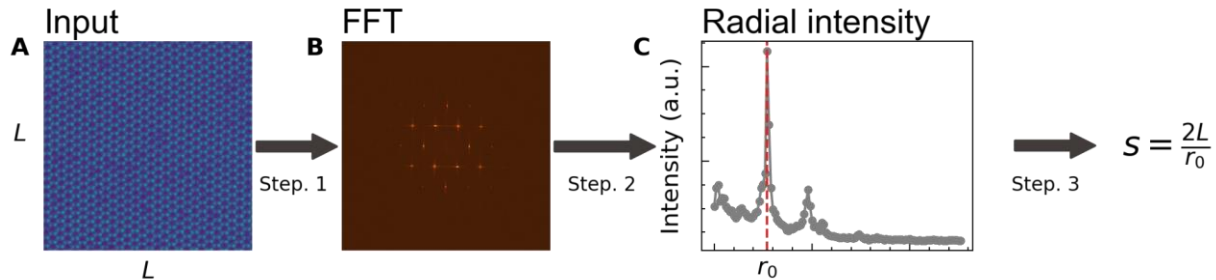 Input
FFT
Radial intensity
A
B
C
L
L
Step. 1
Step. 2
Intensity (a.u.)
r₀
Step. 3
s = 2L/r₀